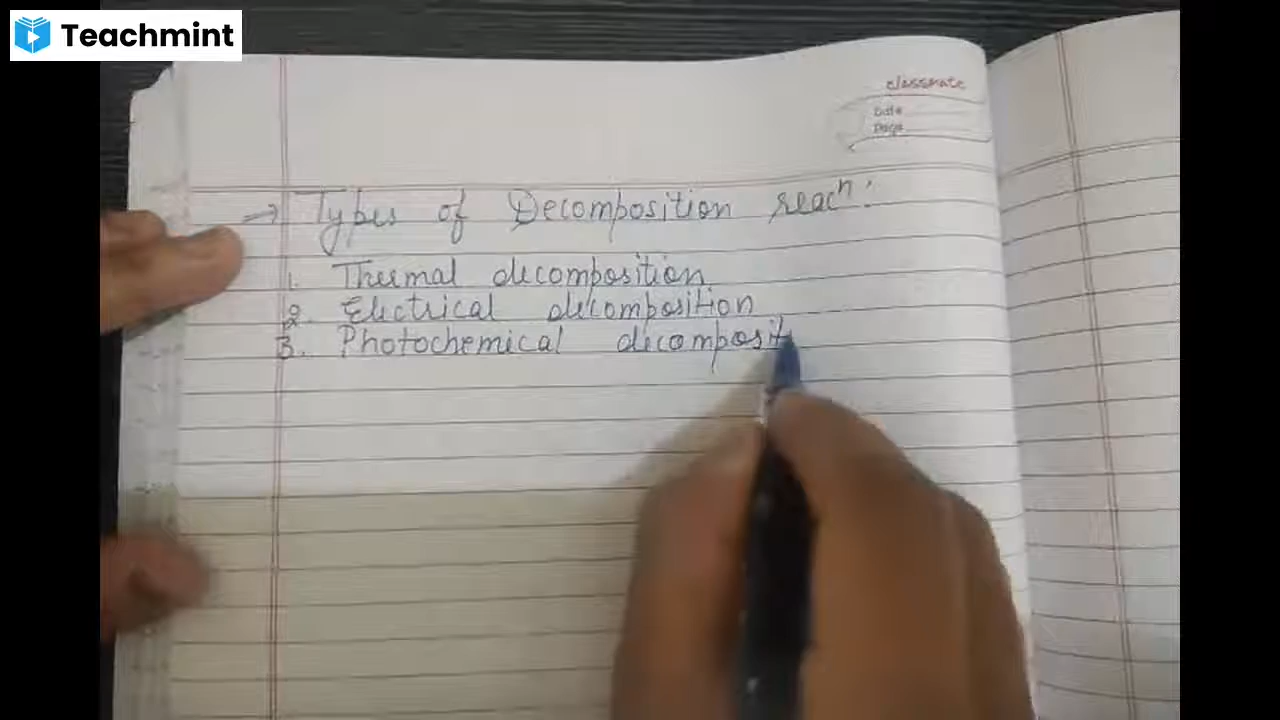 Teachmint
classmate
Date
Page
→ Types of Decomposition reacⁿ:
1. Thermal decomposition
2. Electrical decomposition
3. Photochemical decomposit